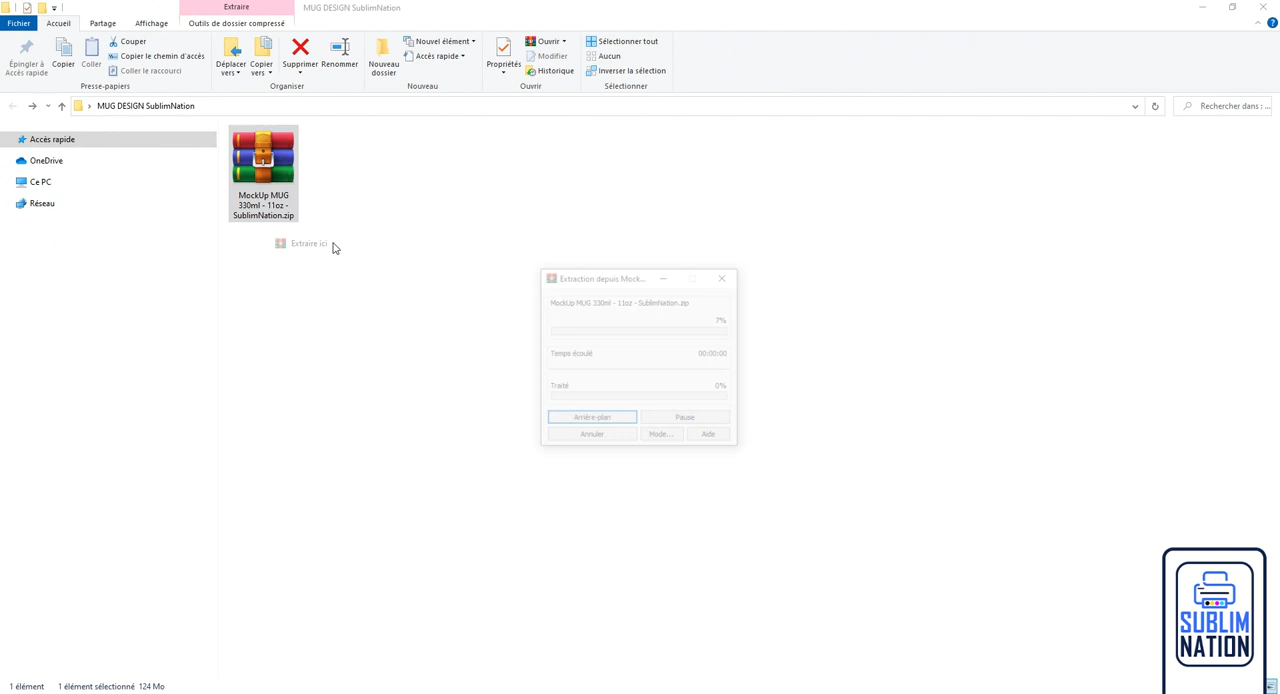 Extraire
MUG DESIGN SublimNation
Fichier
Accueil
Partage
Affichage
Outils de dossier compressé
Épingler à
Accès rapide
Copier
Coller
Couper
Copier le chemin d'accès
Coller le raccourci
Presse-papiers
Déplacer
vers
Copier
vers
Supprimer
Renommer
Organiser
Nouveau
dossier
Nouvel élément
Accès rapide
Nouveau
Propriétés
Ouvrir
Modifier
Historique
Ouvrir
Sélectionner tout
Aucun
Inverser la sélection
Sélectionner
MUG DESIGN SublimNation
Rechercher dans : ...
Accès rapide
OneDrive
Ce PC
Réseau
MockUp MUG
330ml - 11oz -
SublimNation.zip
Extraire ici
Extraction depuis Mock...
MockUp MUG 330ml - 11oz - SublimNation.zip
7%
Temps écoulé 00:00:00
Traité 0%
Arrière-plan
Pause
Annuler
Mode...
Aide
SUBLIM
NATION
1 élément
1 élément sélectionné 124 Mo